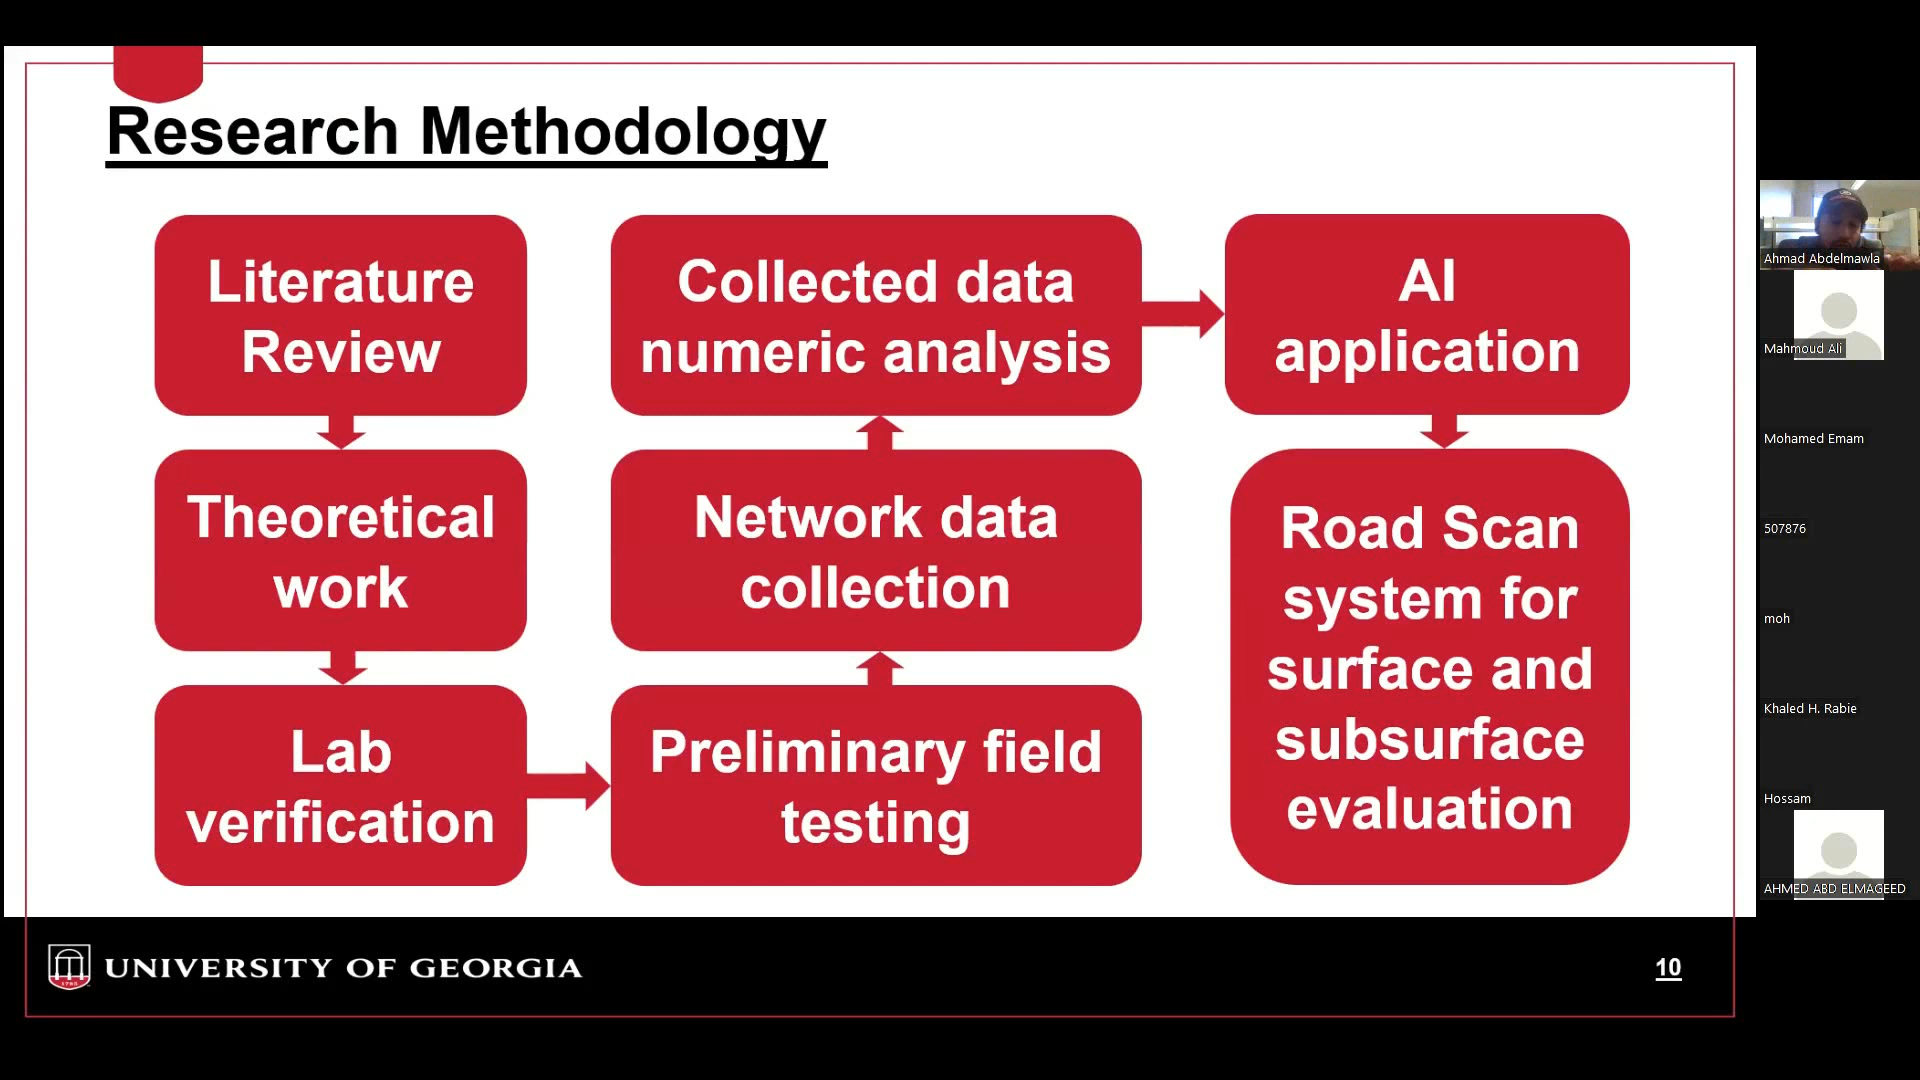 Research Methodology
Literature
Review
Theoretical
work
Lab
verification
Preliminary field
testing
Network data
collection
Collected data
numeric analysis
AI
application
Road Scan
system for
surface and
subsurface
evaluation
1785
UNIVERSITY OF GEORGIA
10
Ahmad Abdelmawla
Mahmoud Ali
Mohamed Emam
507876
moh
Khaled H. Rabie
Hossam
AHMED ABD ELMAGEED